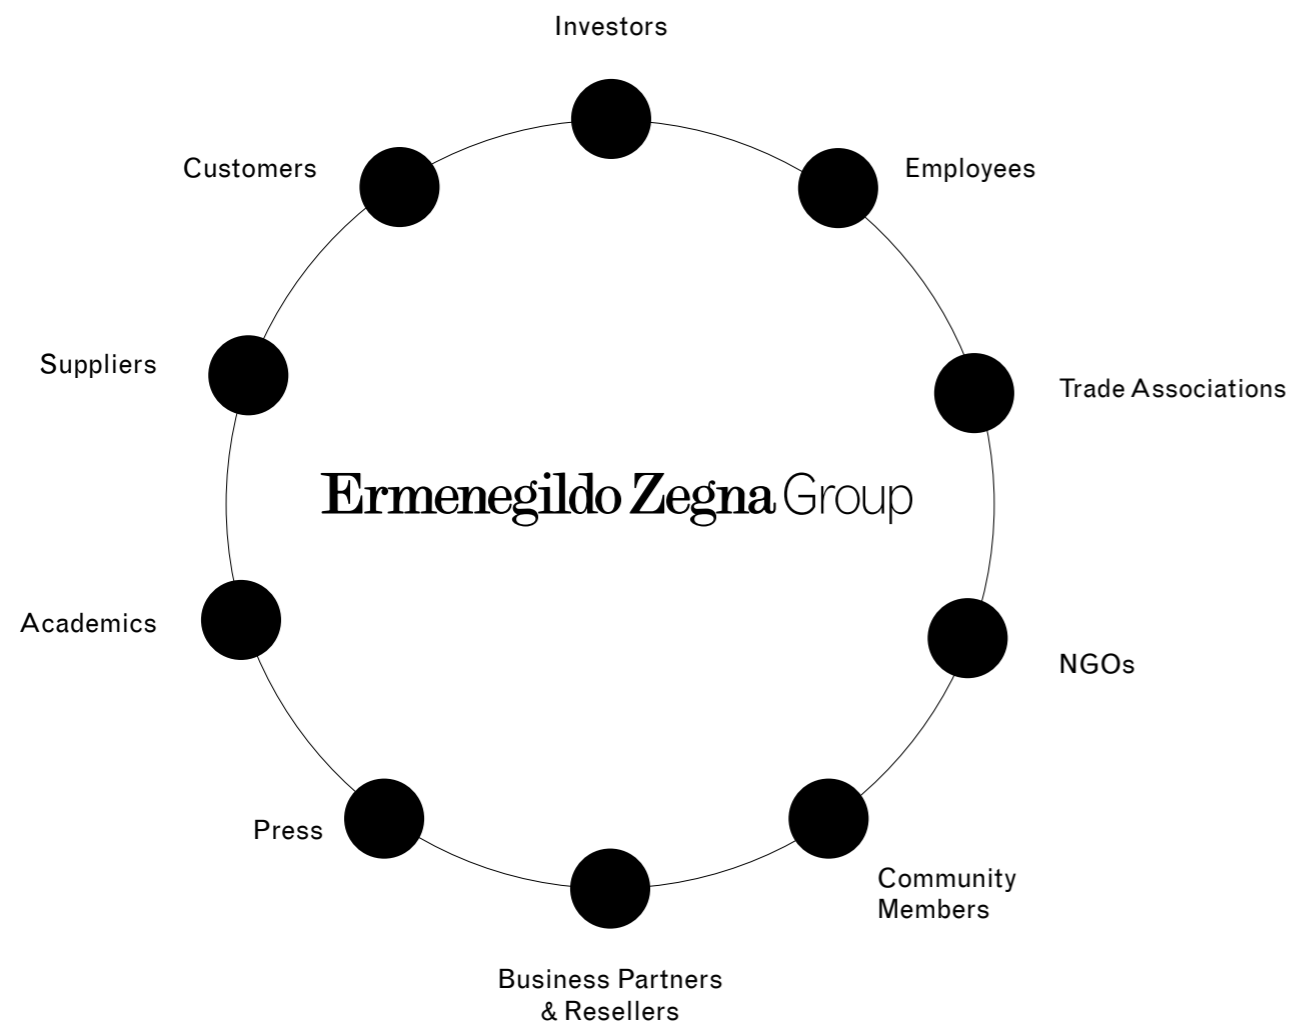 Investors
Customers
Employees
Suppliers
Trade Associations
Ermenegildo Zegna Group
Academics
NGOs
Press
Community
Members
Business Partners
& Resellers